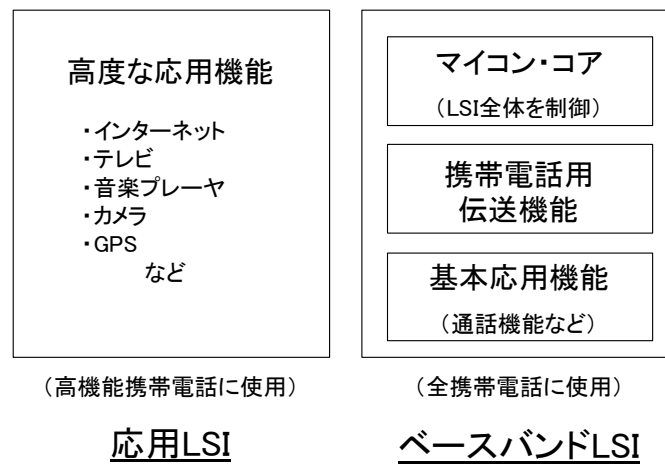 高度な応用機能
・インターネット
・テレビ
・音楽プレーヤ
・カメラ
・GPS
など
(高機能携帯電話に使用)
応用LSI
マイコン・コア
(LSI全体を制御)
携帯電話用
伝送機能
基本応用機能
(通話機能など)
(全携帯電話に使用)
ベースバンドLSI